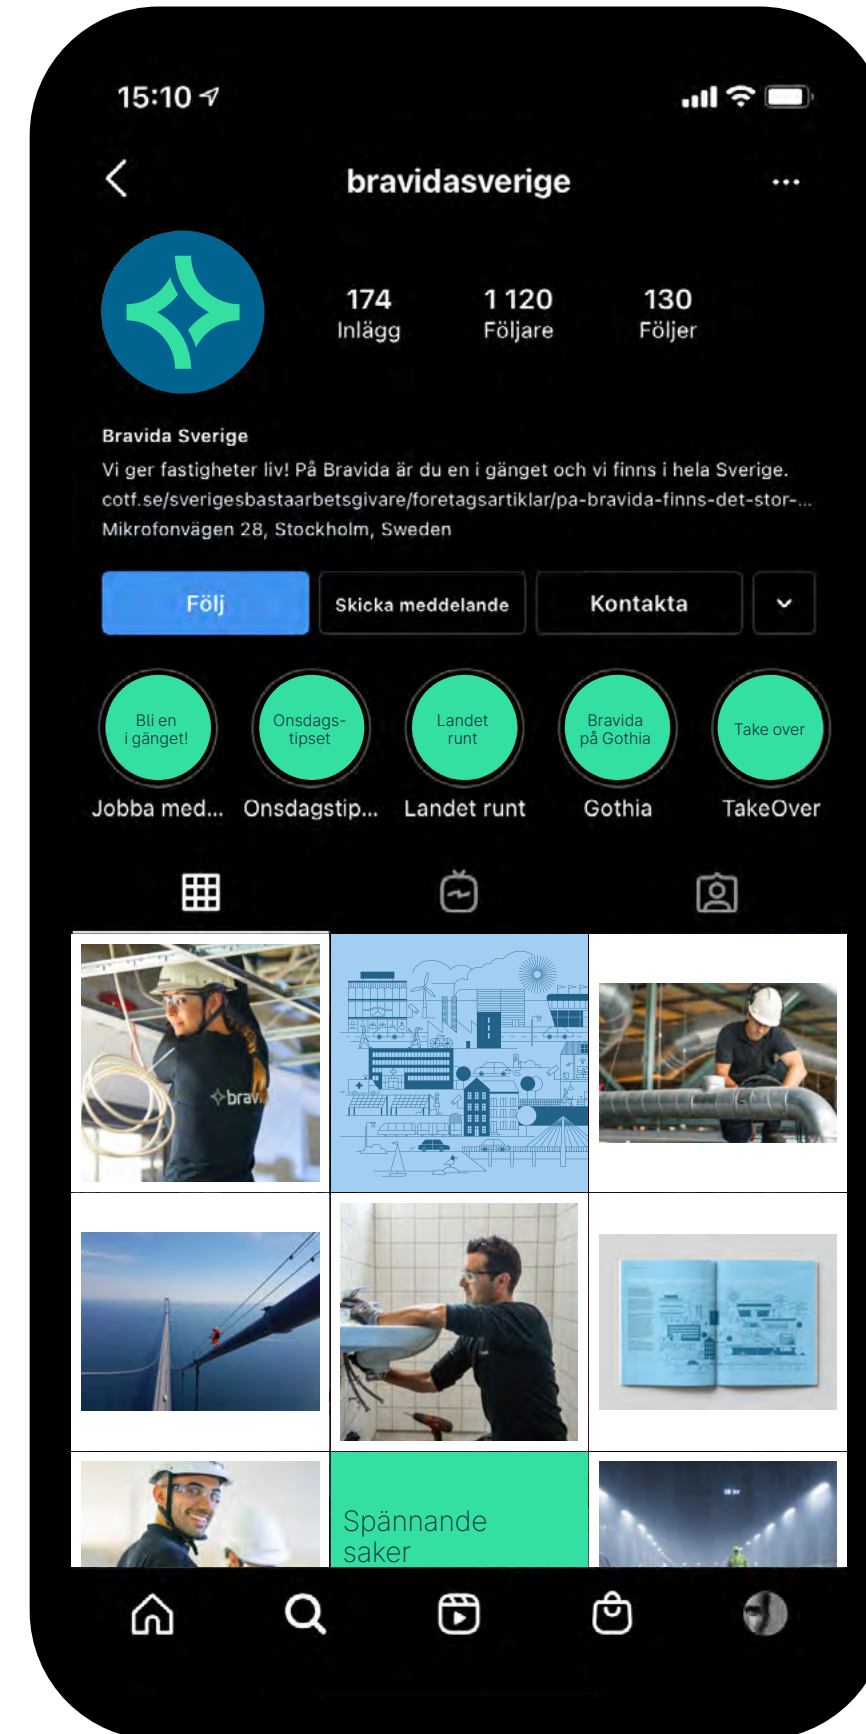 15:10
bravidasverige
174
Inlägg
1 120
Följare
130
Följer
Bravida Sverige
Vi ger fastigheter liv! På Bravida är du en i gänget och vi finns i hela Sverige.
cotf.se/sverigesbastaarbetsgivare/foretagsartiklar/pa-bravida-finns-det-stor-...
Mikrofonvägen 28, Stockholm, Sweden
Följ
Skicka meddelande
Kontakta
Bli en
i gänget!
Onsdags-
tipset
Landet
runt
Bravida
på Gothia
Take over
Jobba med...
Onsdagstip...
Landet runt
Gothia
TakeOver
brav
Spännande
saker